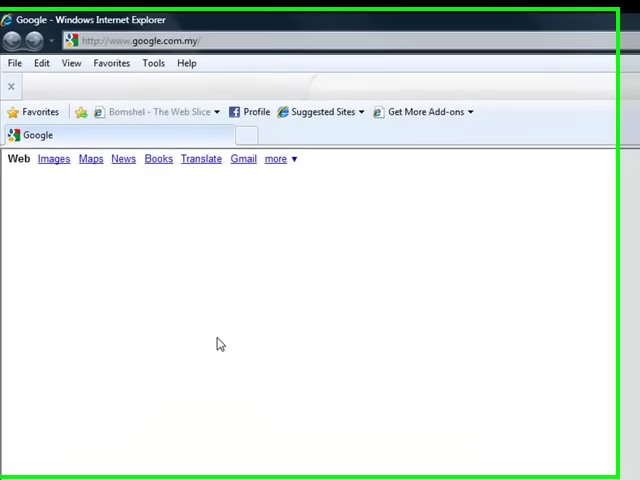 Google - Windows Internet Explorer
http://www.google.com.my/
File Edit View Favorites Tools Help
Favorites Bomshel - The Web Slice Profile Suggested Sites Get More Add-ons
Google
Web Images Maps News Books Translate Gmail more